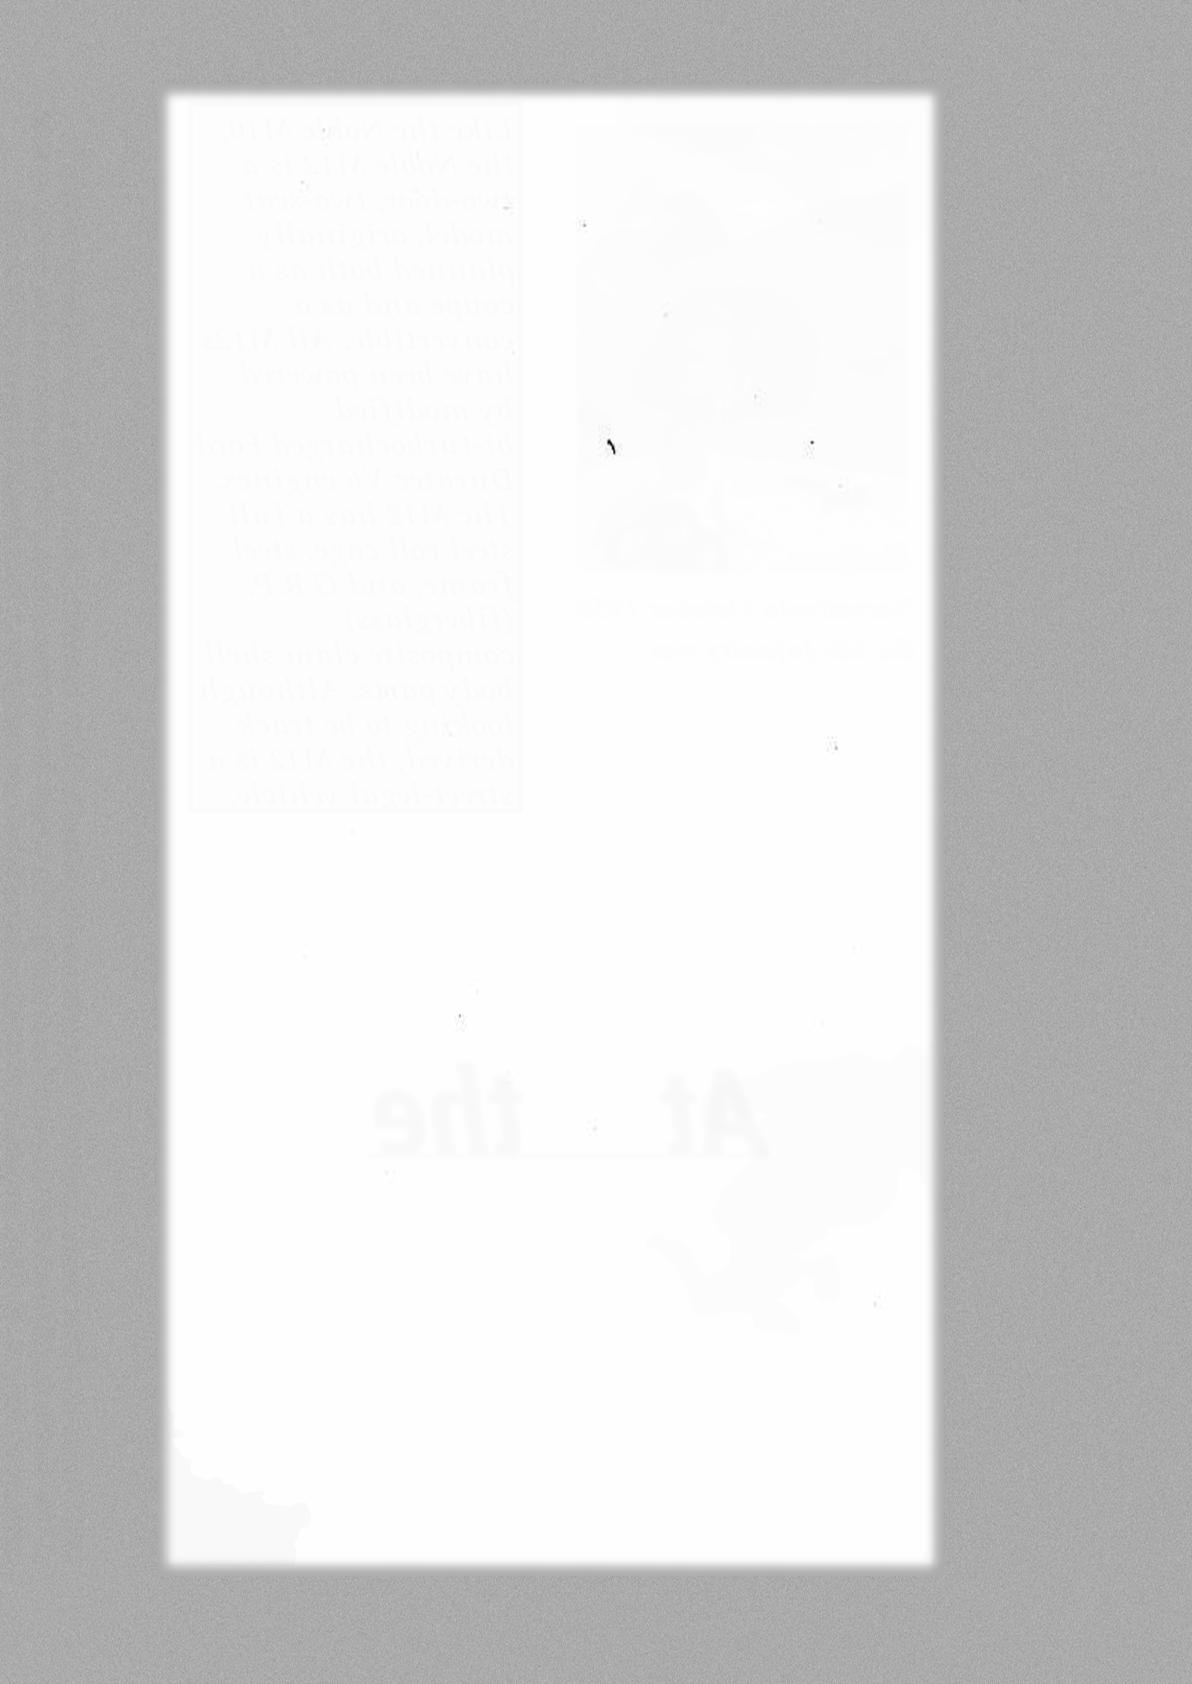 Like the Noble M10,
the Noble M12 is a
two-door, two-seat
model, originally
planned both as a
coupe and as a
convertible. All M12s
have been powered
by modified
bi-turbocharged Ford
Duratec V6 engines.
The M12 has a full
steel roll cage, steel
frame, and G R P
(fiberglass)
composite clam shell
body parts. Although
looking to be track
derived, the M12 is a
street-legal vehicle,
At the